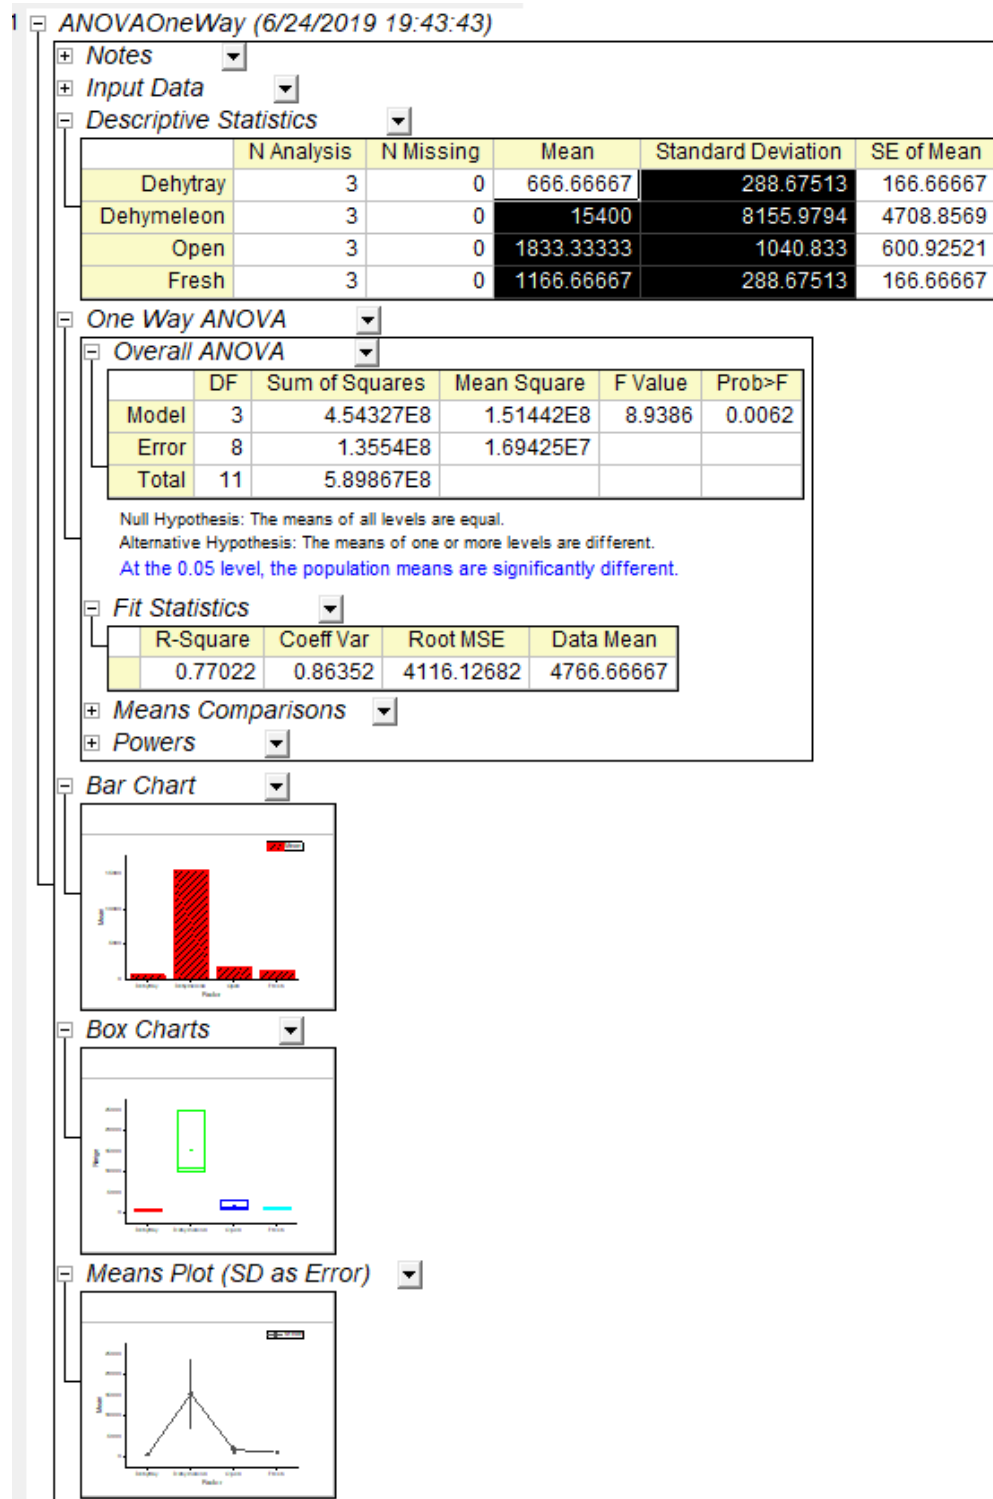 1 ANOVAOneWay (6/24/2019 19:43:43)
Notes
Input Data
Descriptive Statistics
N Analysis N Missing Mean Standard Deviation SE of Mean
Dehytray 3 0 666.66667 288.67513 166.66667
Dehymeleon 3 0 15400 8155.9794 4708.8569
Open 3 0 1833.33333 1040.833 600.92521
Fresh 3 0 1166.66667 288.67513 166.66667
One Way ANOVA
Overall ANOVA
DF Sum of Squares Mean Square F Value Prob>F
Model 3 4.54327E8 1.51442E8 8.9386 0.0062
Error 8 1.3554E8 1.69425E7
Total 11 5.89867E8
Null Hypothesis: The means of all levels are equal.
Alternative Hypothesis: The means of one or more levels are different.
At the 0.05 level, the population means are significantly different.
Fit Statistics
R-Square Coeff Var Root MSE Data Mean
0.77022 0.86352 4116.12682 4766.66667
Means Comparisons
Powers
Bar Chart
Mean
Box Charts
Range
Means Plot (SD as Error)
Mean